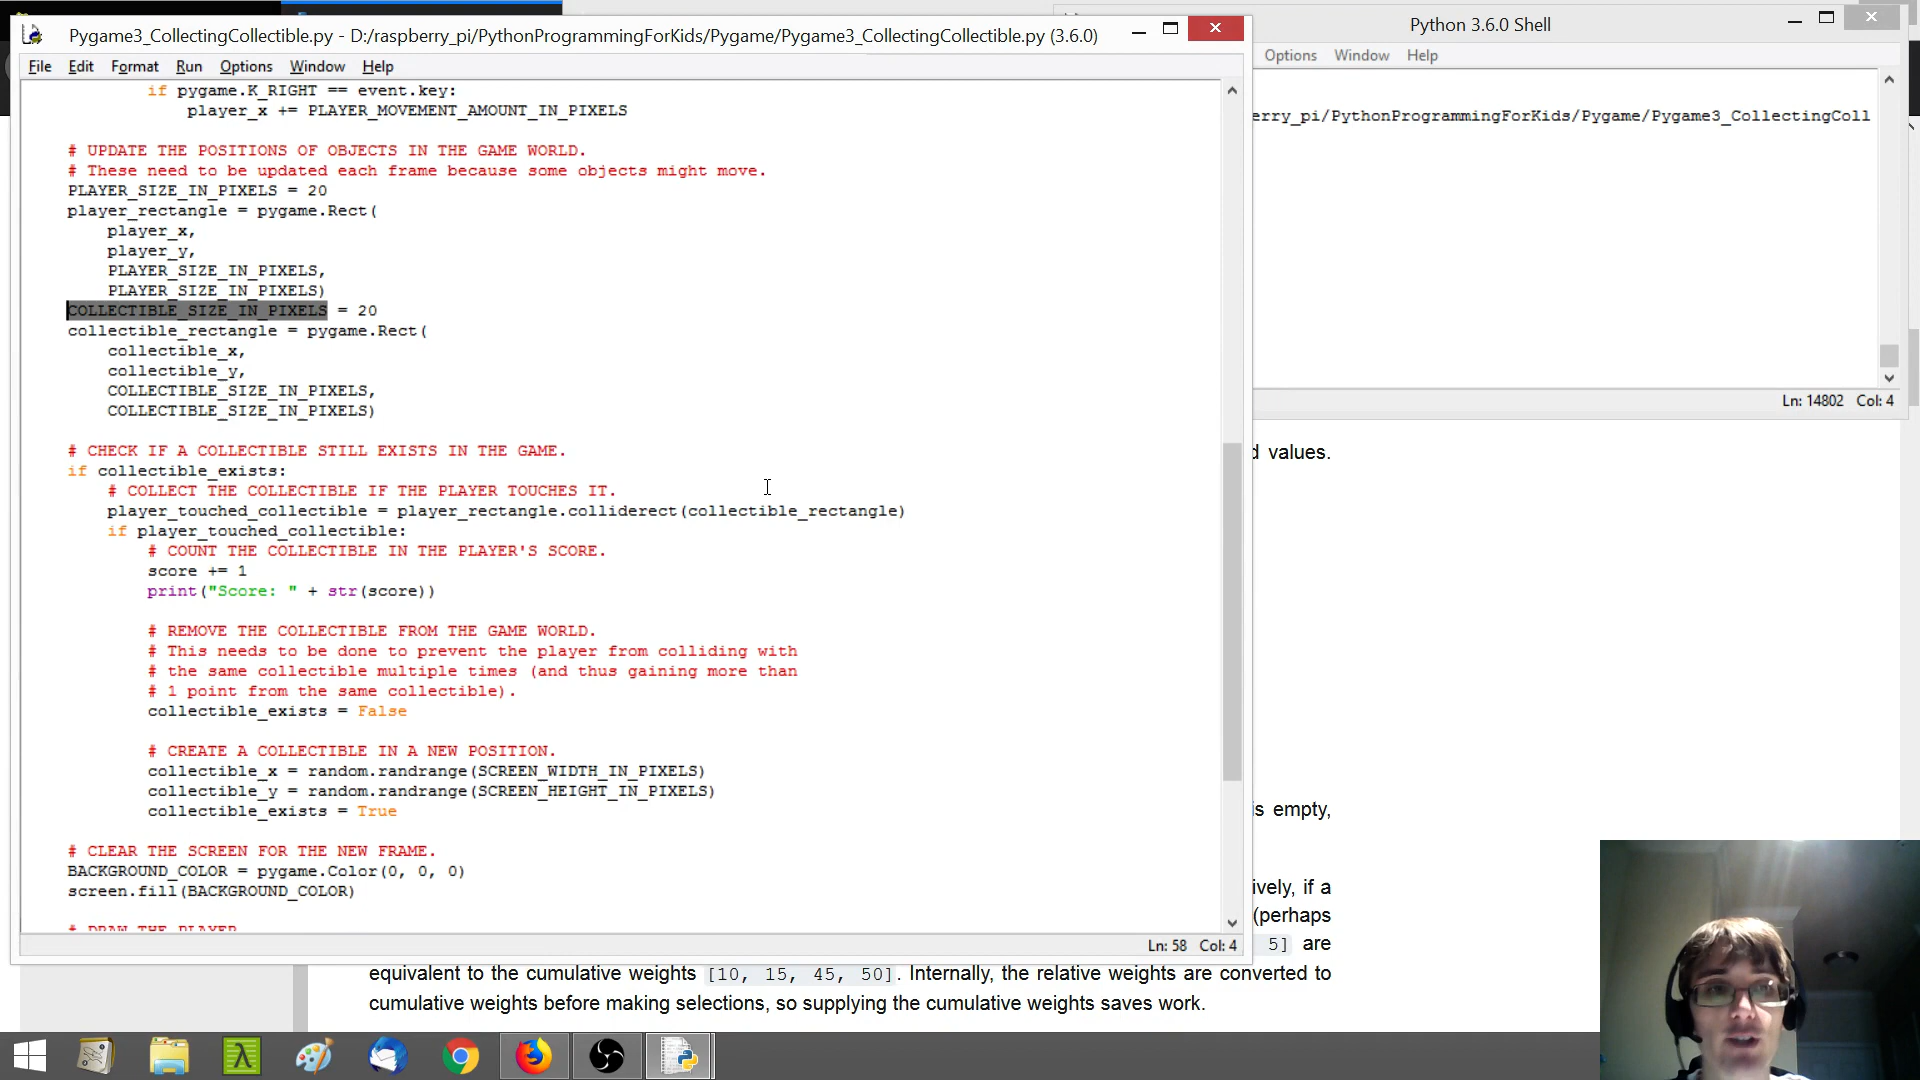 Pygame3_CollectingCollectible.py - D:/raspberry_pi/PythonProgrammingForKids/Pygame/Pygame3_CollectingCollectible.py (3.6.0)
File Edit Format Run Options Window Help
if pygame.K_RIGHT == event.key:
player_x += PLAYER_MOVEMENT_AMOUNT_IN_PIXELS
# UPDATE THE POSITIONS OF OBJECTS IN THE GAME WORLD.
# These need to be updated each frame because some objects might move.
PLAYER_SIZE_IN_PIXELS = 20
player_rectangle = pygame.Rect(
player_x,
player_y,
PLAYER_SIZE_IN_PIXELS,
PLAYER_SIZE_IN_PIXELS)
COLLECTIBLE_SIZE_IN_PIXELS = 20
collectible_rectangle = pygame.Rect(
collectible_x,
collectible_y,
COLLECTIBLE_SIZE_IN_PIXELS,
COLLECTIBLE_SIZE_IN_PIXELS)
# CHECK IF A COLLECTIBLE STILL EXISTS IN THE GAME.
if collectible_exists:
# COLLECT THE COLLECTIBLE IF THE PLAYER TOUCHES IT.
player_touched_collectible = player_rectangle.colliderect(collectible_rectangle)
if player_touched_collectible:
# COUNT THE COLLECTIBLE IN THE PLAYER'S SCORE.
score += 1
print("Score: " + str(score))
# REMOVE THE COLLECTIBLE FROM THE GAME WORLD.
# This needs to be done to prevent the player from colliding with
# the same collectible multiple times (and thus gaining more than
# 1 point from the same collectible).
collectible_exists = False
# CREATE A COLLECTIBLE IN A NEW POSITION.
collectible_x = random.randrange(SCREEN_WIDTH_IN_PIXELS)
collectible_y = random.randrange(SCREEN_HEIGHT_IN_PIXELS)
collectible_exists = True
# CLEAR THE SCREEN FOR THE NEW FRAME.
BACKGROUND_COLOR = pygame.Color(0, 0, 0)
screen.fill(BACKGROUND_COLOR)
# DRAW THE PLAYER
Ln: 58 Col: 4
Python 3.6.0 Shell
Options Window Help
erry_pi/PythonProgrammingForKids/Pygame/Pygame3_CollectingColl
Ln: 14802 Col: 4
d values.
is empty,
ively, if a
(perhaps
5] are
equivalent to the cumulative weights [10, 15, 45, 50]. Internally, the relative weights are converted to
cumulative weights before making selections, so supplying the cumulative weights saves work.